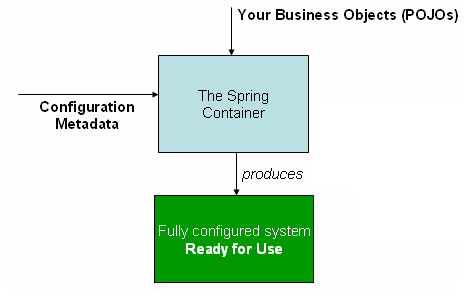 Your Business Objects (POJOs)
The Spring
Container
Configuration
Metadata
produces
Fully configured system
Ready for Use